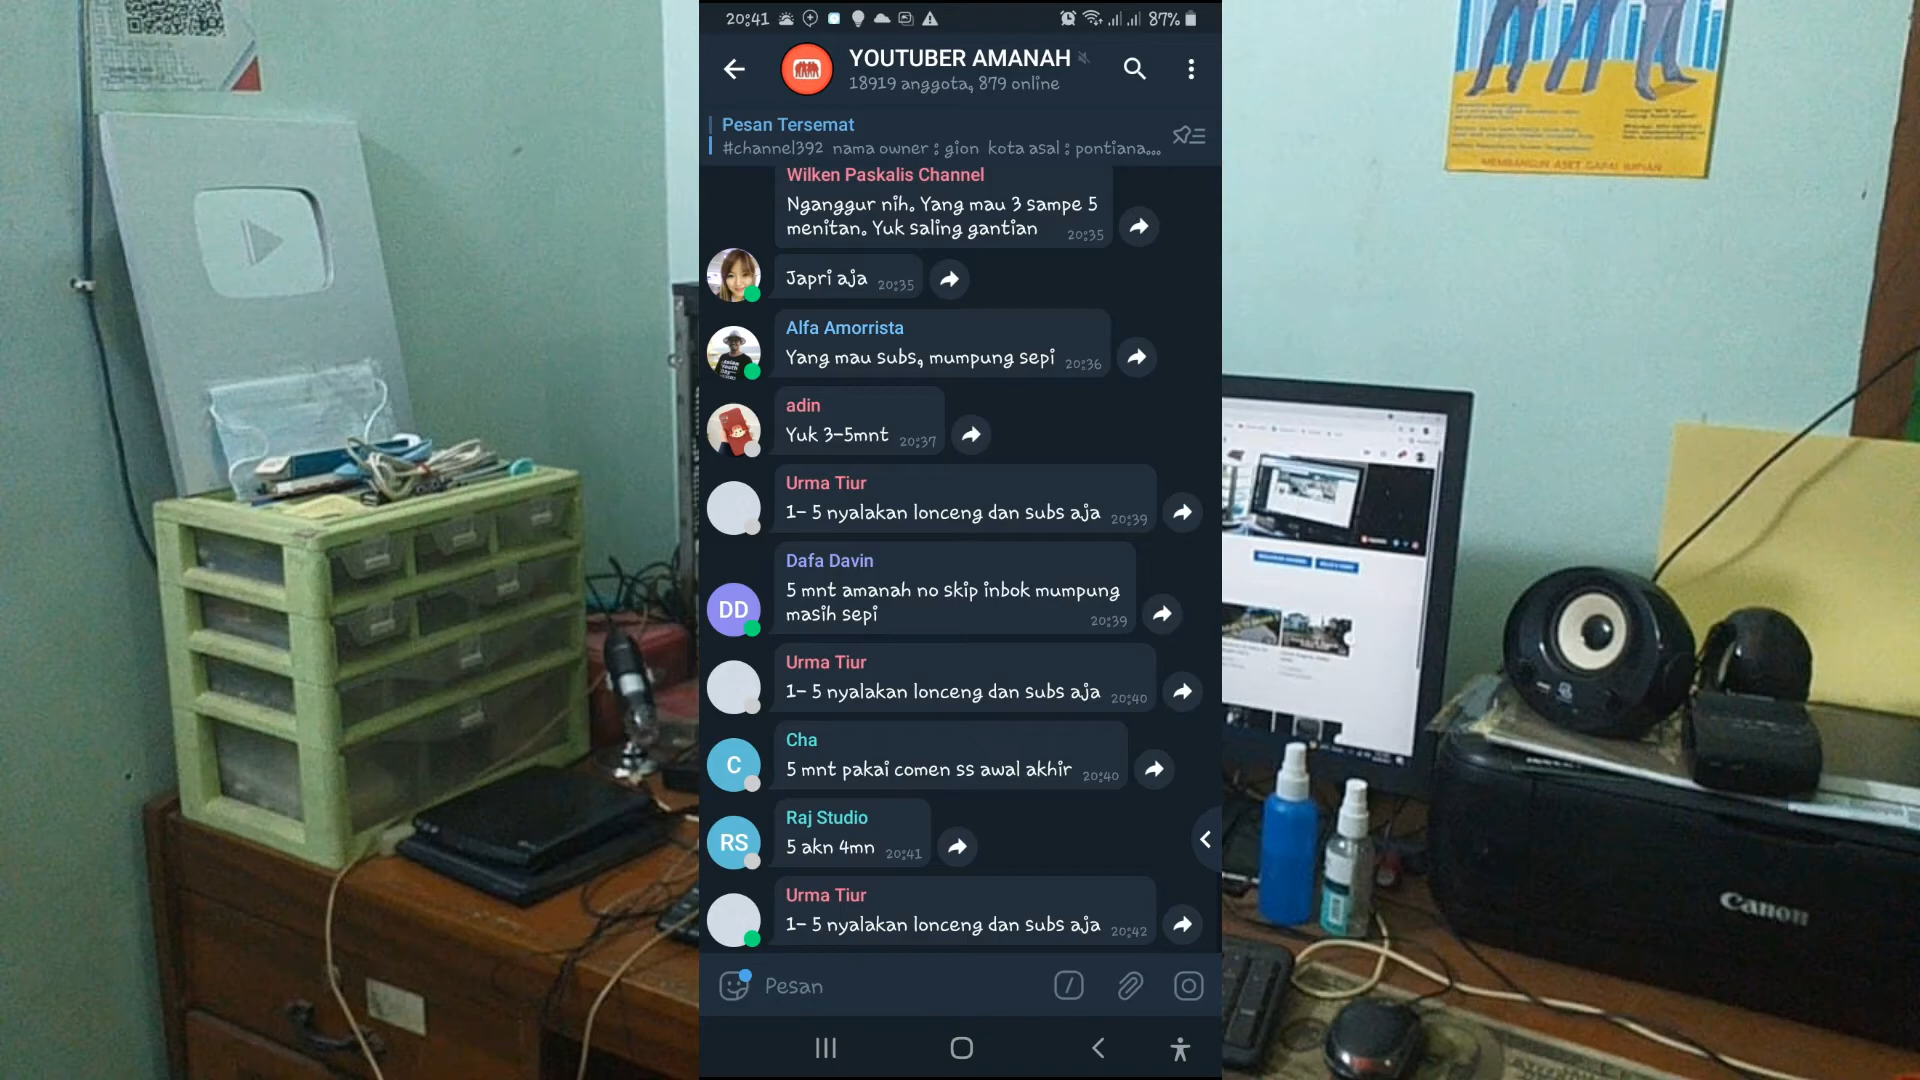 20:41
87%
YOUTUBER AMANAH
18919 anggota, 879 online
Pesan Tersemat
#channel392 nama owner : gion kota asal : pontiana...
Wilken Paskalis Channel
Nganggur nih. Yang mau 3 sampe 5
menitan. Yuk saling gantian 20:35
Japri aja 20:35
Alfa Amorrista
Yang mau subs, mumpung sepi 20:36
adin
Yuk 3-5mnt 20:37
Urma Tiur
1- 5 nyalakan lonceng dan subs aja 20:39
DD
Dafa Davin
5 mnt amanah no skip inbok mumpung
masih sepi 20:39
Urma Tiur
1- 5 nyalakan lonceng dan subs aja 20:40
C
Cha
5 mnt pakai comen ss awal akhir 20:40
RS
Raj Studio
5 akn 4mn 20:41
Urma Tiur
1- 5 nyalakan lonceng dan subs aja 20:42
Pesan
MEMBANGUN ASET GAPAI IMPIAN
Canon